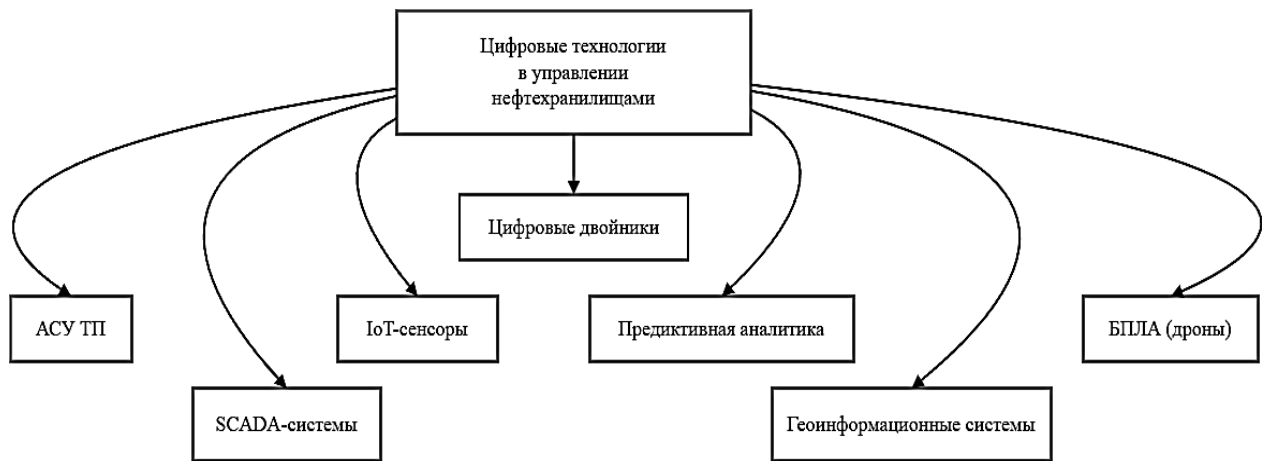 Цифровые технологии
в управлении
нефтехранилищами
Цифровые двойники
АСУ ТП
IoT-сенсоры
Предиктивная аналитика
БПЛА (дроны)
SCADA-системы
Геоинформационные системы